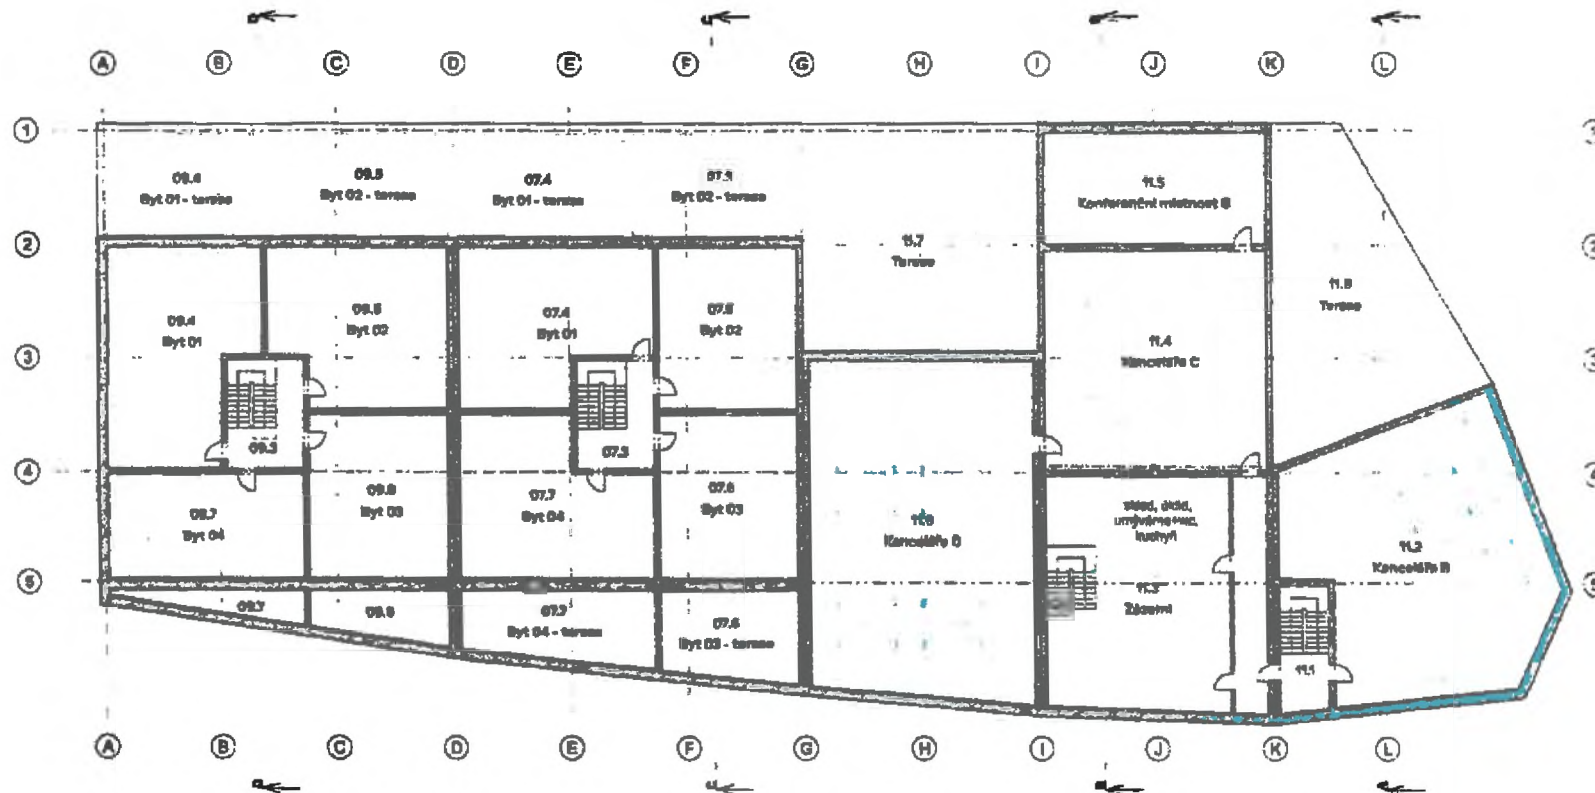 A B C D E F G H I J K L
1
09.4 09.5 07.4 07.5 11.5
Byt 01 - terasa Byt 02 - terasa Byt 01 - terasa Byt 02 - terasa Konferenční místnost B
2 2
11.7
Terasa
11.8
Terasa
09.4 09.5 07.4 07.5
Byt 01 Byt 02 Byt 01 Byt 02
11.4
Kanceláře C
3
09.3 07.3
4
09.7 09.6 07.7 07.6
Byt 04 Byt 03 Byt 04 Byt 03
Kanceláře D
sklad, úklid,
umývárna+WC,
kuchyň
11.2
Kanceláře B
5
11.3
Zázemí
09.7 09.6 07.7 07.6
Byt 04 - terasa Byt 03 - terasa
11.1
A B C D E F G H I J K L